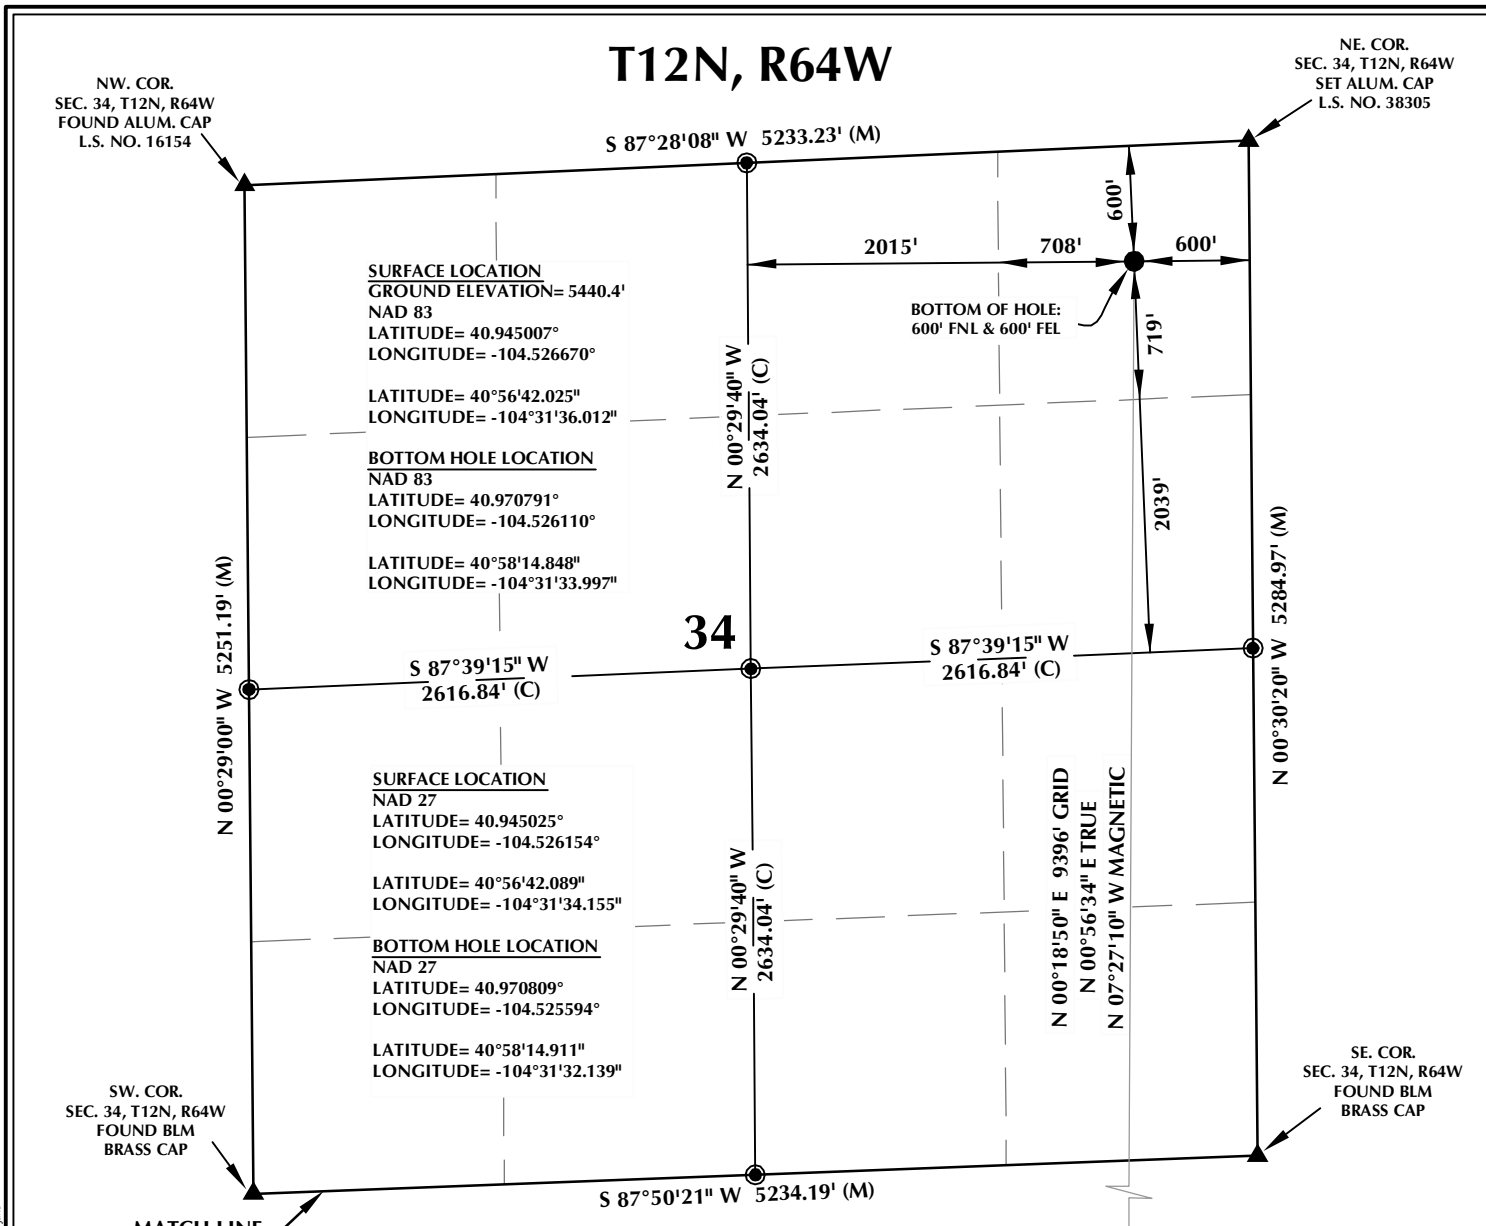 T12N, R64W
NW. COR.
SEC. 34, T12N, R64W
FOUND ALUM. CAP
L.S. NO. 16154
NE. COR.
SEC. 34, T12N, R64W
SET ALUM. CAP
L.S. NO. 38305
S 87°28'08" W 5233.23' (M)
600'
2015'
708'
600'
BOTTOM OF HOLE:
600' FNL & 600' FEL
719'
2039'
SURFACE LOCATION
GROUND ELEVATION= 5440.4'
NAD 83
LATITUDE= 40.945007°
LONGITUDE= -104.526670°
LATITUDE= 40°56'42.025"
LONGITUDE= -104°31'36.012"
BOTTOM HOLE LOCATION
NAD 83
LATITUDE= 40.970791°
LONGITUDE= -104.526110°
LATITUDE= 40°58'14.848"
LONGITUDE= -104°31'33.997"
N 00°29'40" W
2634.04' (C)
N 00°29'00" W 5251.19' (M)
N 00°30'20" W 5284.97' (M)
34
S 87°39'15" W
2616.84' (C)
S 87°39'15" W
2616.84' (C)
SURFACE LOCATION
NAD 27
LATITUDE= 40.945025°
LONGITUDE= -104.526154°
LATITUDE= 40°56'42.089"
LONGITUDE= -104°31'34.155"
BOTTOM HOLE LOCATION
NAD 27
LATITUDE= 40.970809°
LONGITUDE= -104.525594°
LATITUDE= 40°58'14.911"
LONGITUDE= -104°31'32.139"
N 00°29'40" W
2634.04' (C)
N 00°18'50" E 9396' GRID
N 00°56'34" E TRUE
N 07°27'10" W MAGNETIC
SW. COR.
SEC. 34, T12N, R64W
FOUND BLM
BRASS CAP
SE. COR.
SEC. 34, T12N, R64W
FOUND BLM
BRASS CAP
S 87°50'21" W 5234.19' (M)
MATCH LINE